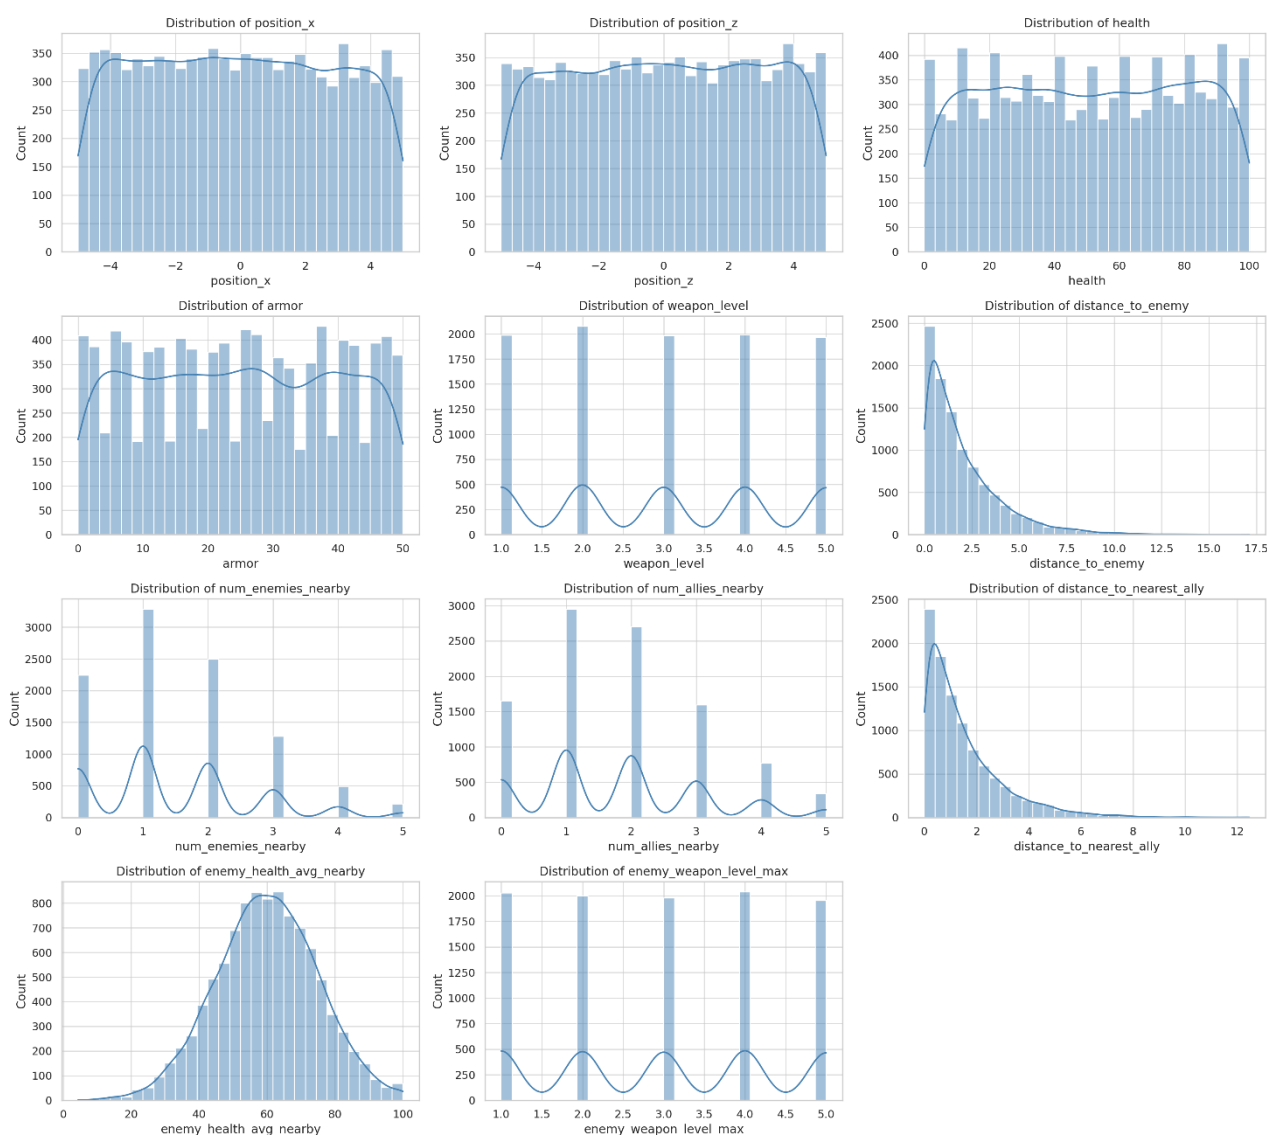 Distribution of position_x
Count
350
300
250
200
150
100
50
0
−4 −2 0 2 4
position_x
Distribution of position_z
Count
350
300
250
200
150
100
50
0
−4 −2 0 2 4
position_z
Distribution of health
Count
400
350
300
250
200
150
100
50
0
0 20 40 60 80 100
health
Distribution of armor
Count
400
350
300
250
200
150
100
50
0
0 10 20 30 40 50
armor
Distribution of weapon_level
Count
2000
1750
1500
1250
1000
750
500
250
0
1.0 1.5 2.0 2.5 3.0 3.5 4.0 4.5 5.0
weapon_level
Distribution of distance_to_enemy
Count
2500
2000
1500
1000
500
0
0.0 2.5 5.0 7.5 10.0 12.5 15.0 17.5
distance_to_enemy
Distribution of num_enemies_nearby
Count
3000
2500
2000
1500
1000
500
0
0 1 2 3 4 5
num_enemies_nearby
Distribution of num_allies_nearby
Count
3000
2500
2000
1500
1000
500
0
0 1 2 3 4 5
num_allies_nearby
Distribution of distance_to_nearest_ally
Count
2500
2000
1500
1000
500
0
0 2 4 6 8 10 12
distance_to_nearest_ally
Distribution of enemy_health_avg_nearby
Count
800
700
600
500
400
300
200
100
0
0 20 40 60 80 100
enemy_health_avg_nearby
Distribution of enemy_weapon_level_max
Count
2000
1750
1500
1250
1000
750
500
250
0
1.0 1.5 2.0 2.5 3.0 3.5 4.0 4.5 5.0
enemy_weapon_level_max